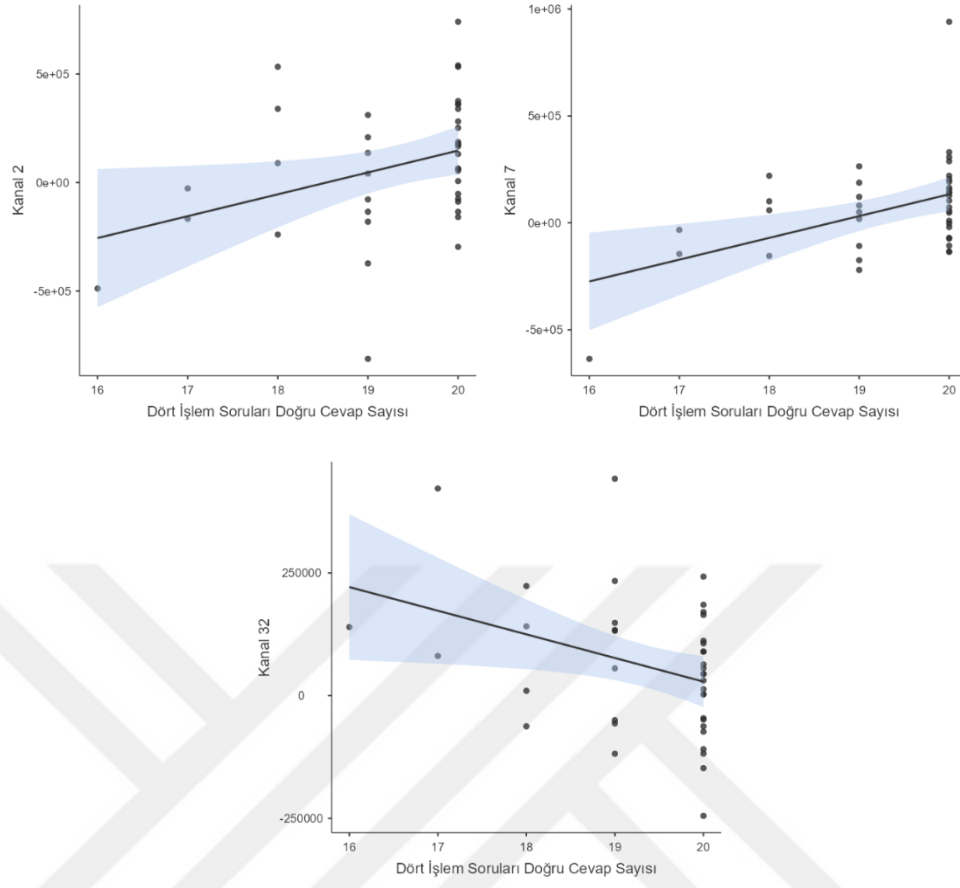 Kanal 2
5e+05
0e+00
-5e+05
16 17 18 19 20
Dört İşlem Soruları Doğru Cevap Sayısı
Kanal 7
1e+06
5e+05
0e+00
-5e+05
16 17 18 19 20
Dört İşlem Soruları Doğru Cevap Sayısı
Kanal 32
250000
0
-250000
16 17 18 19 20
Dört İşlem Soruları Doğru Cevap Sayısı